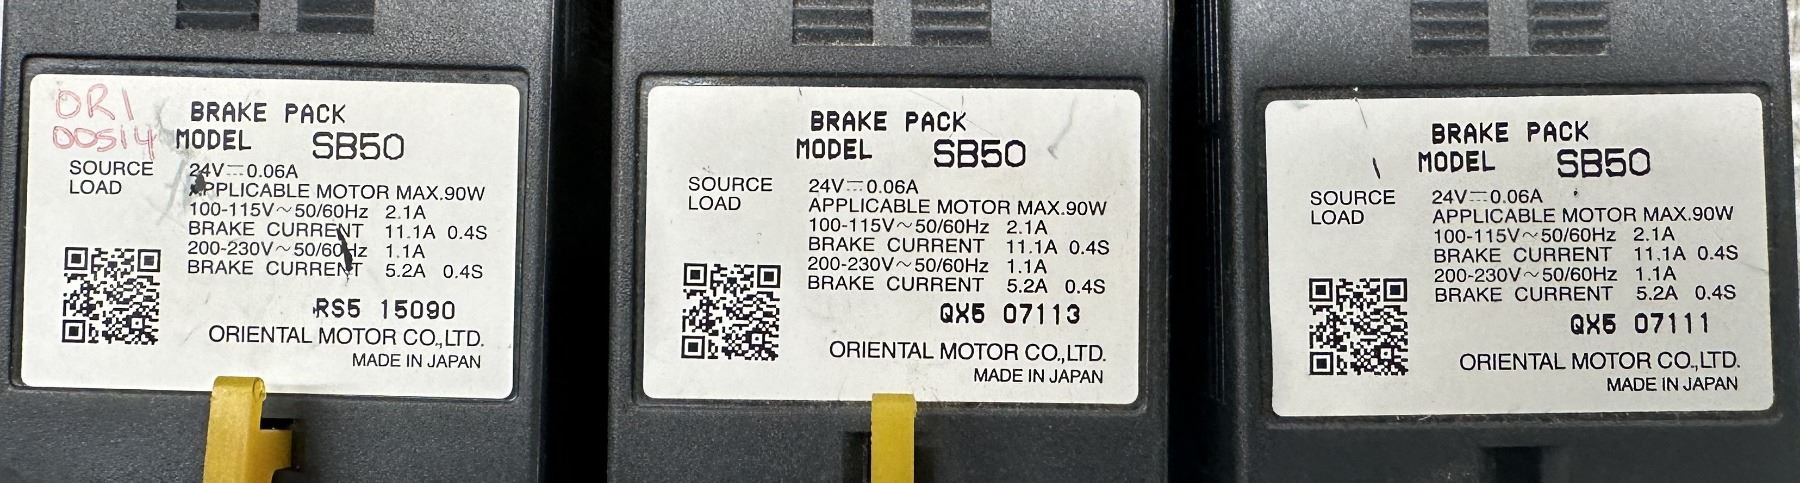 ORI
00514
BRAKE PACK
MODEL SB50
SOURCE 24V⎓0.06A
LOAD APPLICABLE MOTOR MAX.90W
100-115V～50/60Hz 2.1A
BRAKE CURRENT 11.1A 0.4S
200-230V～50/60Hz 1.1A
BRAKE CURRENT 5.2A 0.4S
RS5 15090
ORIENTAL MOTOR CO.,LTD.
MADE IN JAPAN
BRAKE PACK
MODEL SB50
SOURCE 24V⎓0.06A
LOAD APPLICABLE MOTOR MAX.90W
100-115V～50/60Hz 2.1A
BRAKE CURRENT 11.1A 0.4S
200-230V～50/60Hz 1.1A
BRAKE CURRENT 5.2A 0.4S
QX5 07113
ORIENTAL MOTOR CO.,LTD.
MADE IN JAPAN
BRAKE PACK
MODEL SB50
SOURCE 24V⎓0.06A
LOAD APPLICABLE MOTOR MAX.90W
100-115V～50/60Hz 2.1A
BRAKE CURRENT 11.1A 0.4S
200-230V～50/60Hz 1.1A
BRAKE CURRENT 5.2A 0.4S
QX5 07111
ORIENTAL MOTOR CO.,LTD.
MADE IN JAPAN